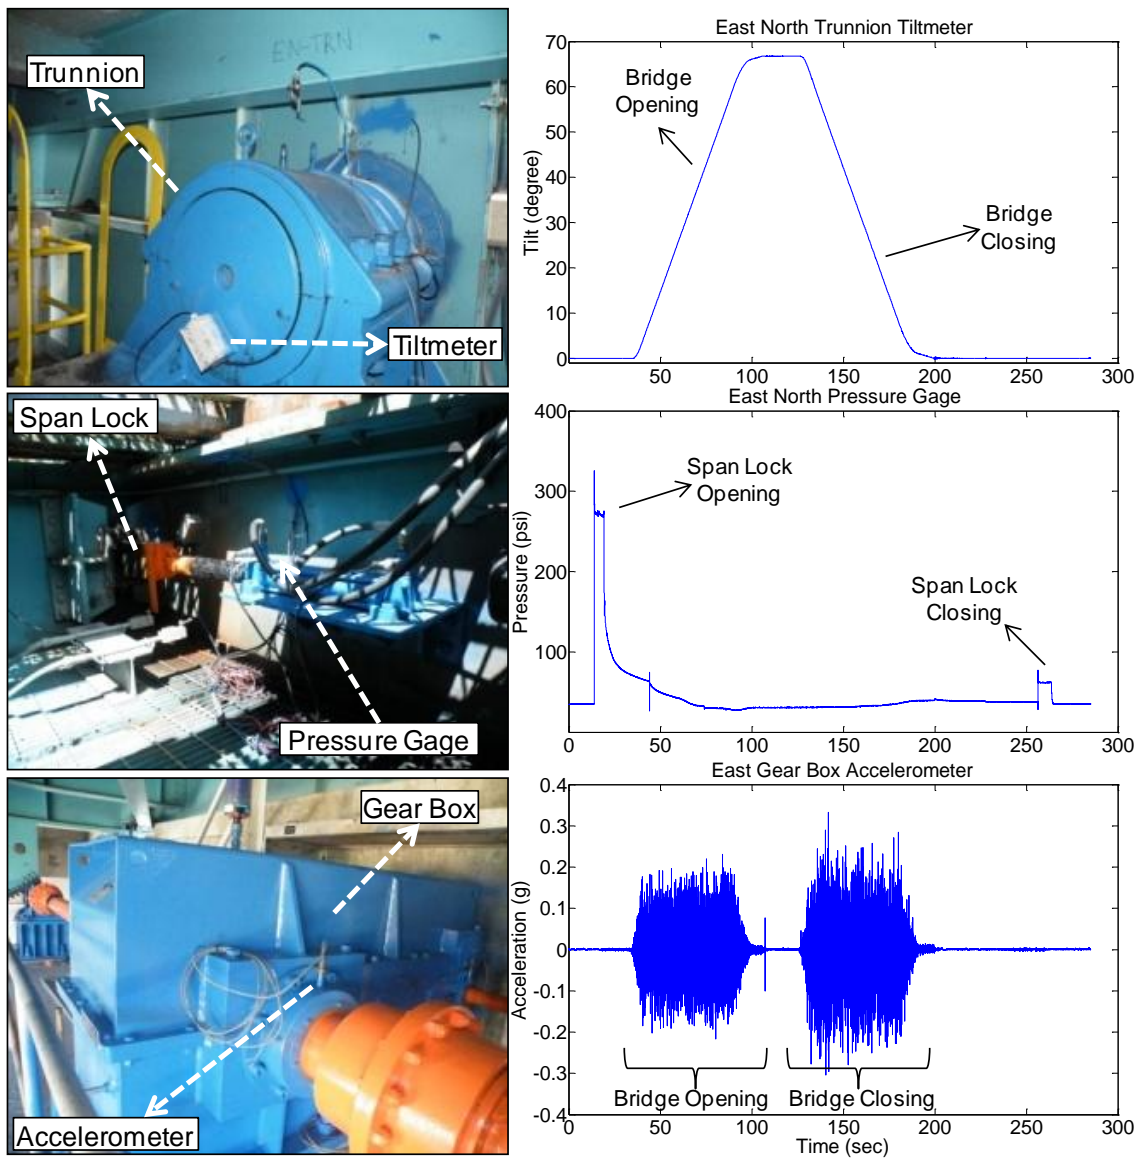 Trunnion
EN-TRN
Tiltmeter
East North Trunnion Tiltmeter
70
60
50
40
30
20
10
0
Tilt (degree)
Bridge
Opening
Bridge
Closing
50
100
150
200
250
300
Span Lock
Pressure Gage
East North Pressure Gage
400
300
200
100
Pressure (psi)
Span Lock
Opening
Span Lock
Closing
0
50
100
150
200
250
300
Gear Box
Accelerometer
East Gear Box Accelerometer
0.4
0.3
0.2
0.1
0
-0.1
-0.2
-0.3
-0.4
Acceleration (g)
Bridge Opening
Bridge Closing
0
50
100
150
200
250
300
Time (sec)